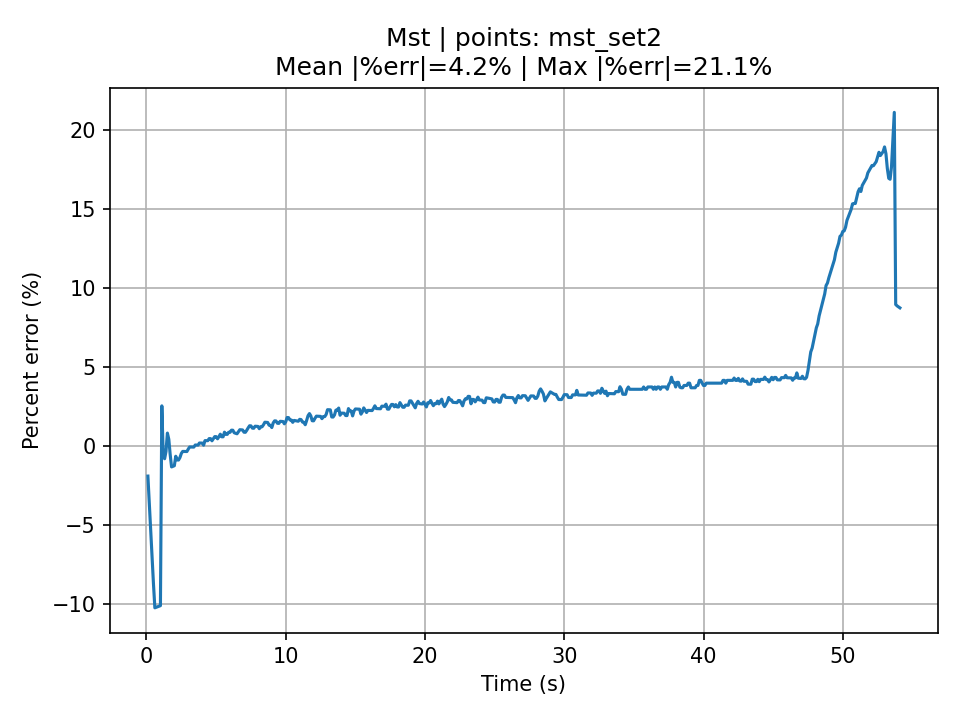 Mst | points: mst_set2
Mean |%err|=4.2% | Max |%err|=21.1%
Percent error (%)
20
15
10
5
0
−5
−10
0 10 20 30 40 50
Time (s)